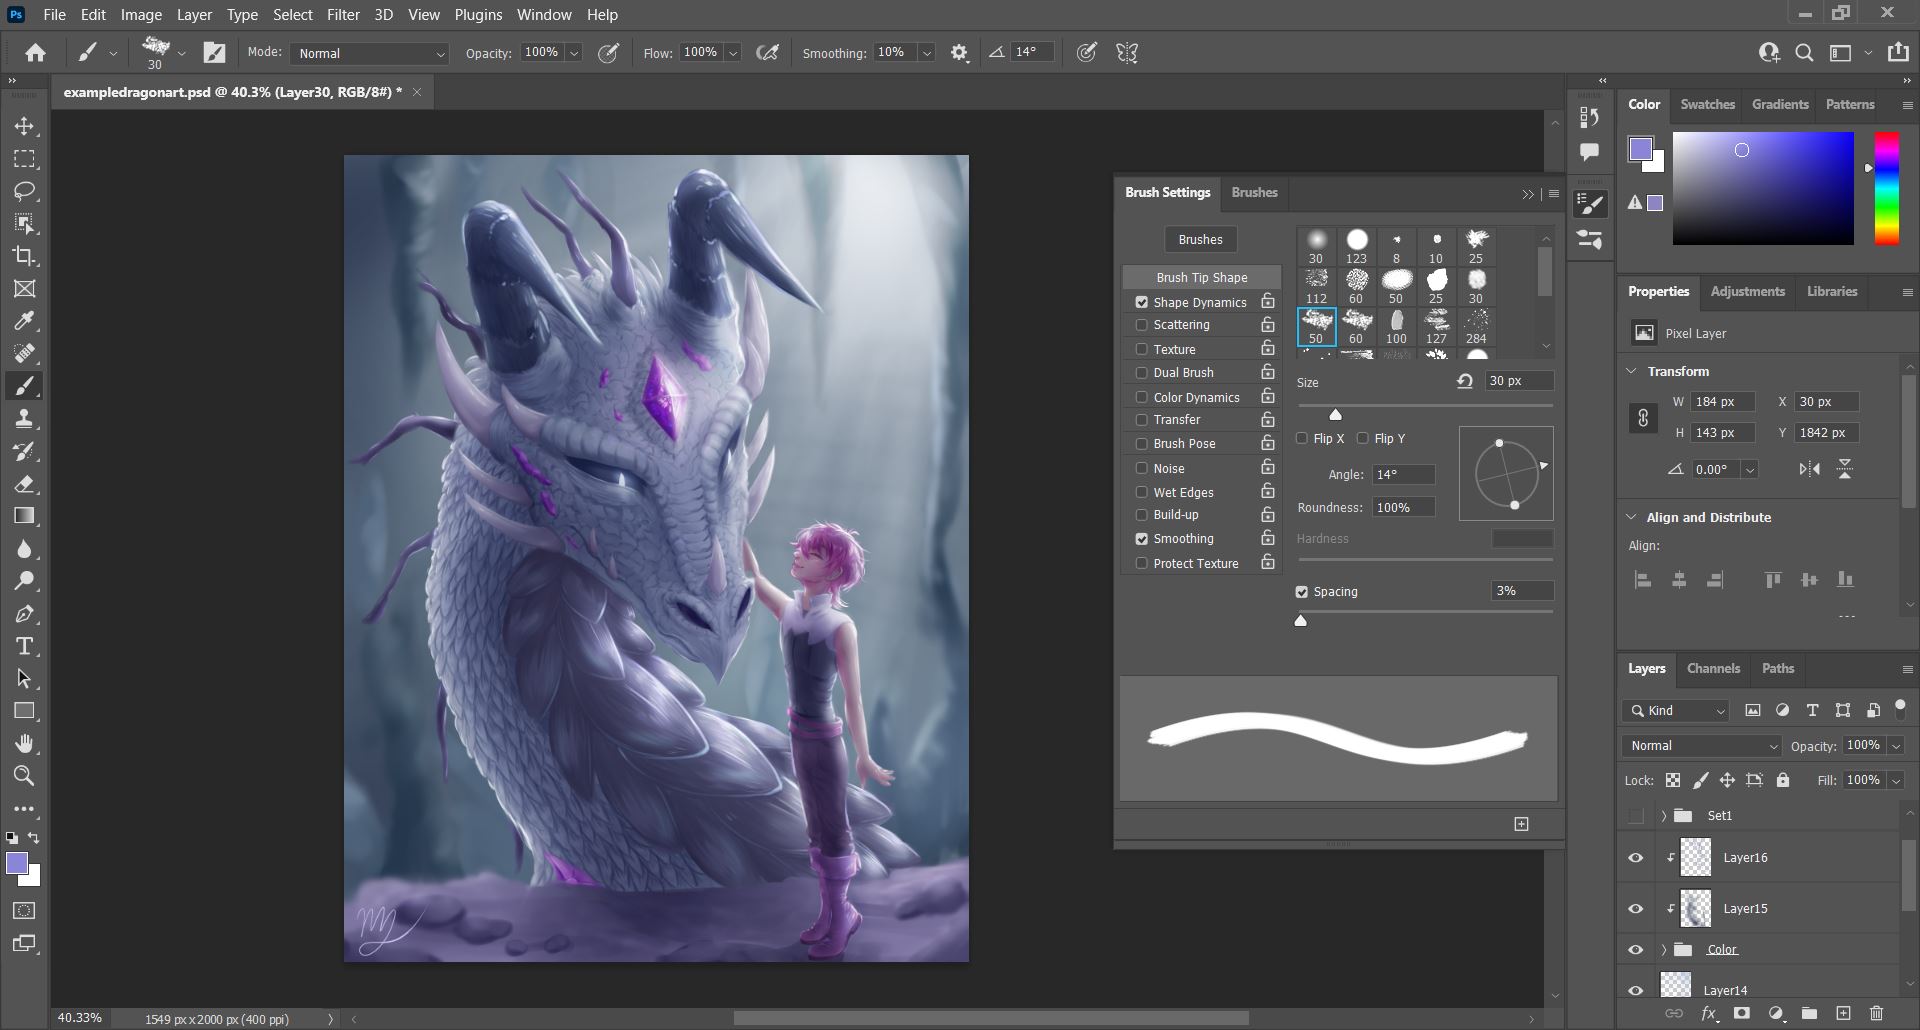 Ps File Edit Image Layer Type Select Filter 3D View Plugins Window Help
30 Mode: Normal Opacity: 100% Flow: 100% Smoothing: 10% 14°
exampledragonart.psd @ 40.3% (Layer30, RGB/8#) *
Brush Settings Brushes
Brushes
Brush Tip Shape
Shape Dynamics
Scattering
Texture
Dual Brush
Color Dynamics
Transfer
Brush Pose
Noise
Wet Edges
Build-up
Smoothing
Protect Texture
30 123 8 10 25
112 60 50 25 30
50 60 100 127 284
Size 30 px
Flip X Flip Y
Angle: 14°
Roundness: 100%
Hardness
Spacing 3%
Color Swatches Gradients Patterns
Properties Adjustments Libraries
Pixel Layer
Transform
W 184 px X 30 px
H 143 px Y 1842 px
0.00°
Align and Distribute
Align:
Layers Channels Paths
Kind
Normal Opacity: 100%
Lock: Fill: 100%
Set1
Layer16
Layer15
Color
Layer14
fx
40.33% 1549 px x 2000 px (400 ppi)